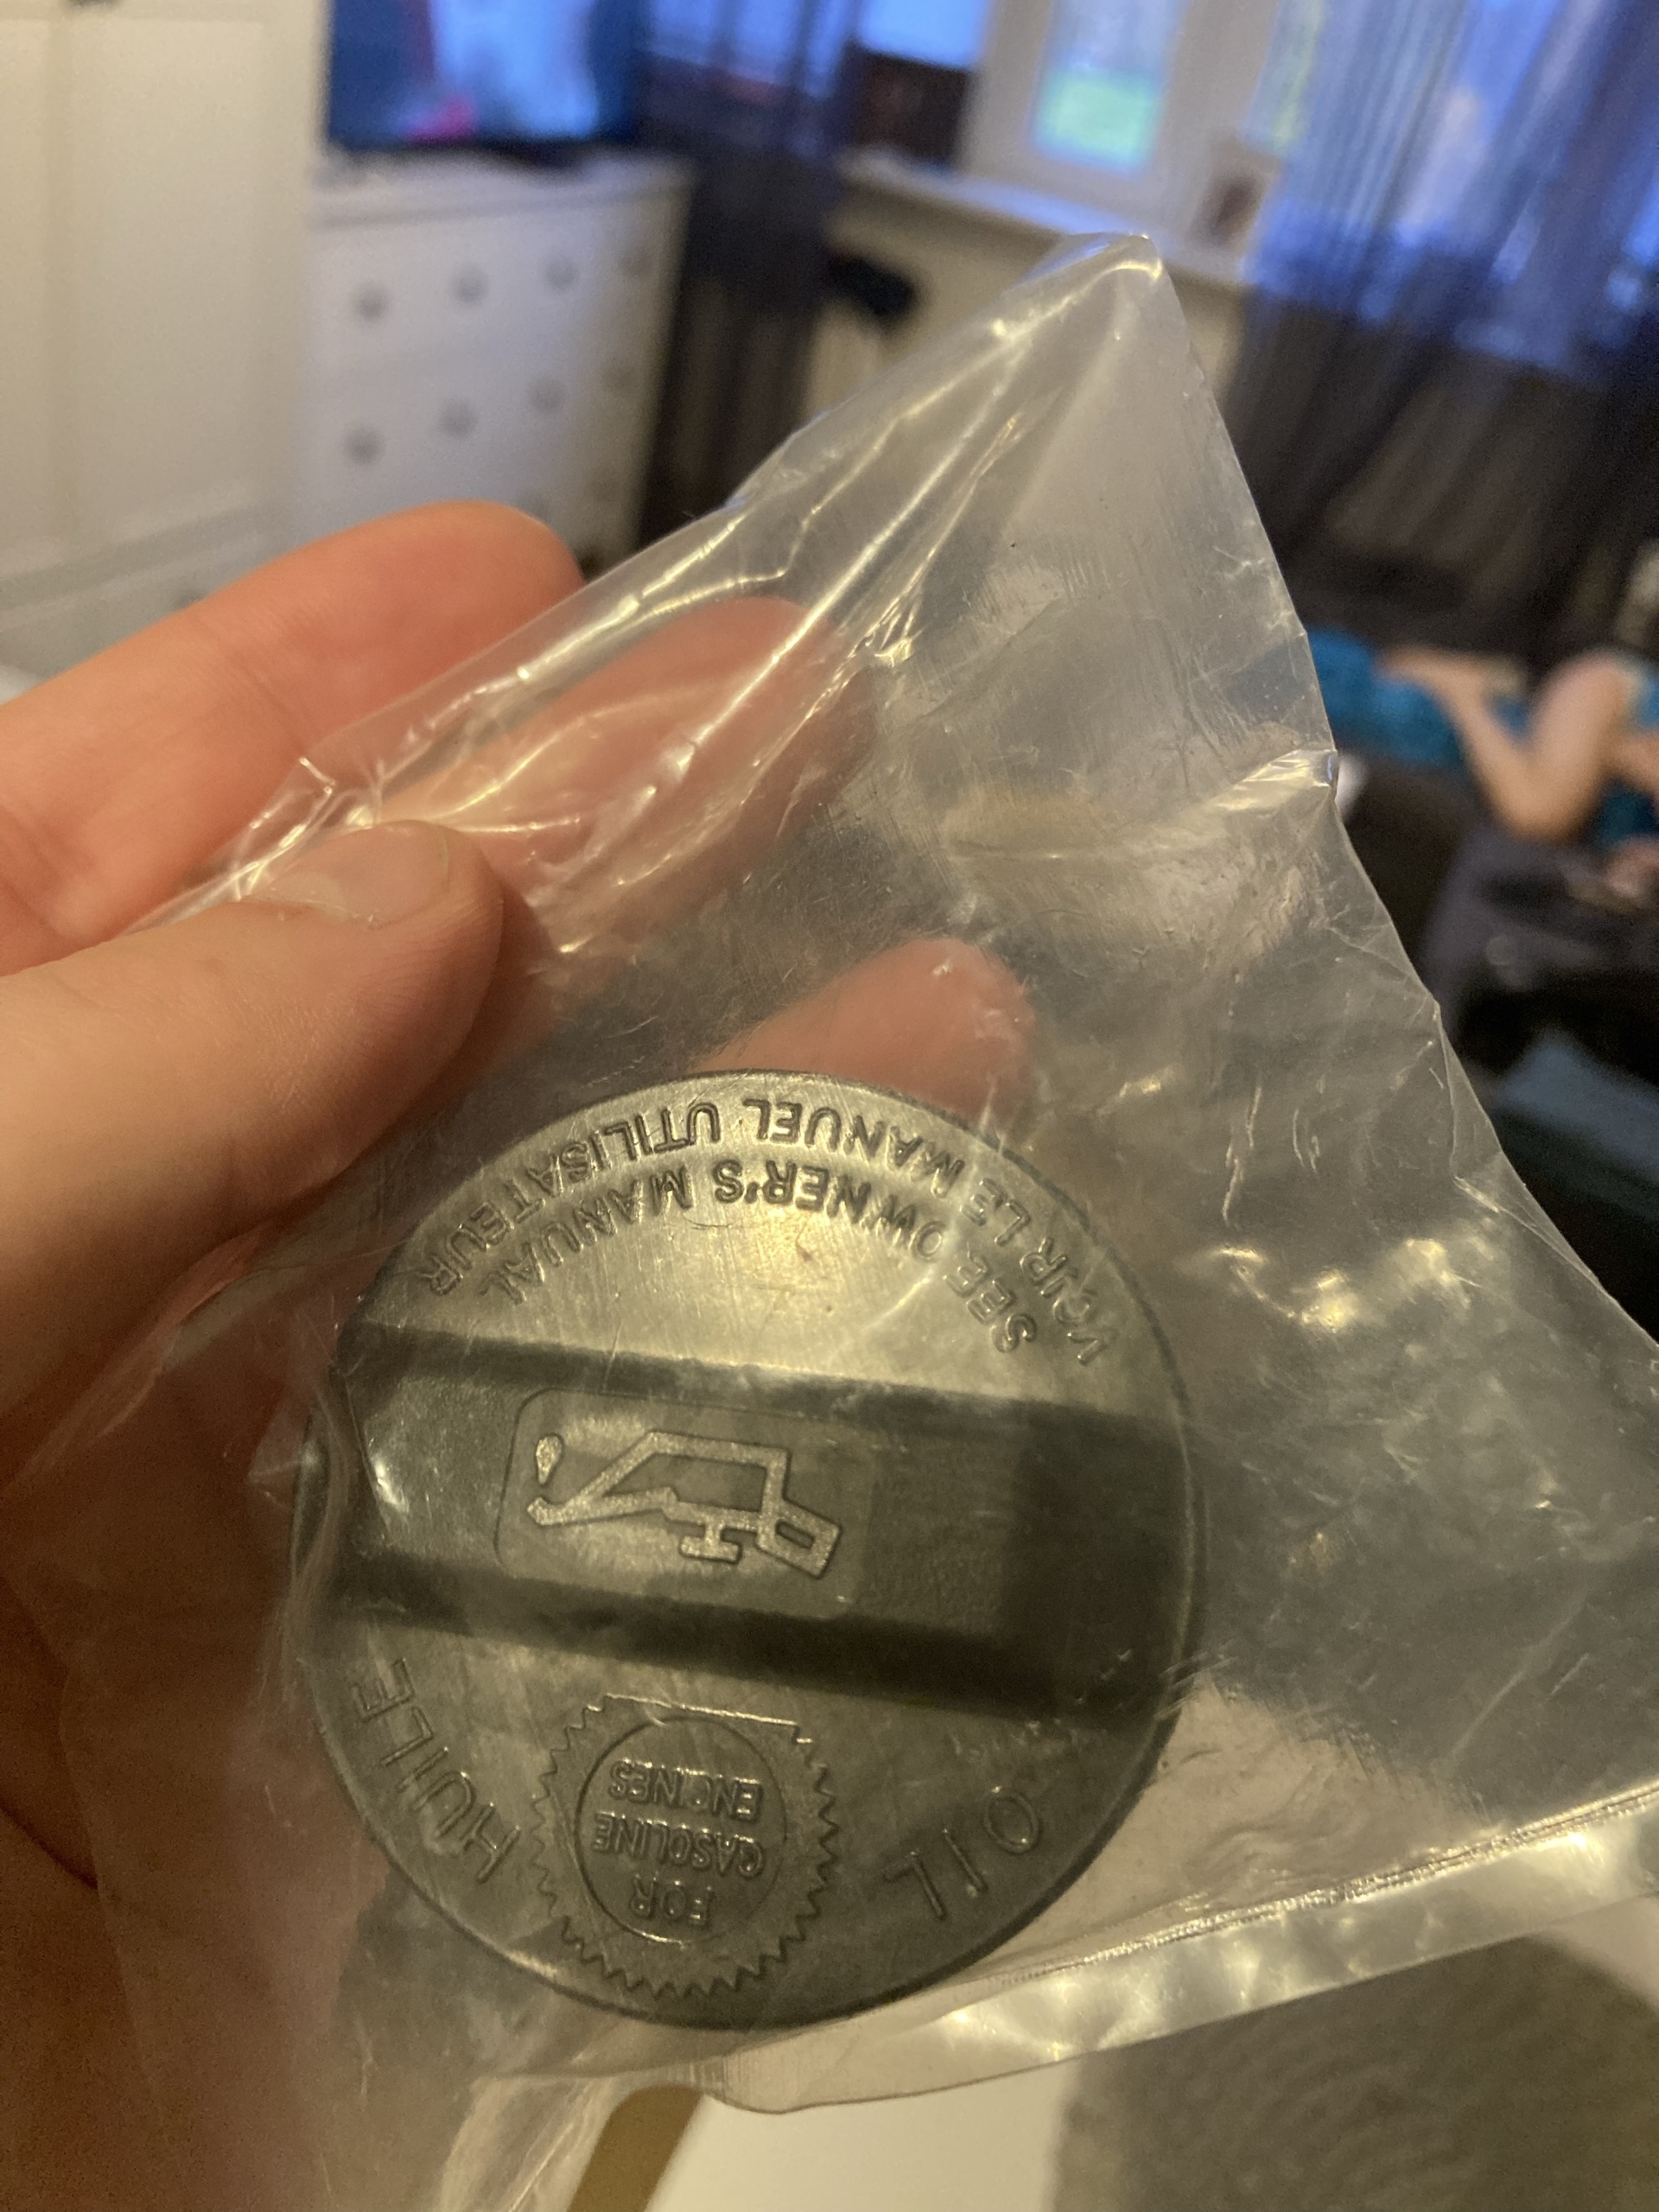 OIL
FOR
GASOLINE
ENGINES
HUILE
SEE OWNER'S MANUAL
VOIR LE MANUEL UTILISATEUR